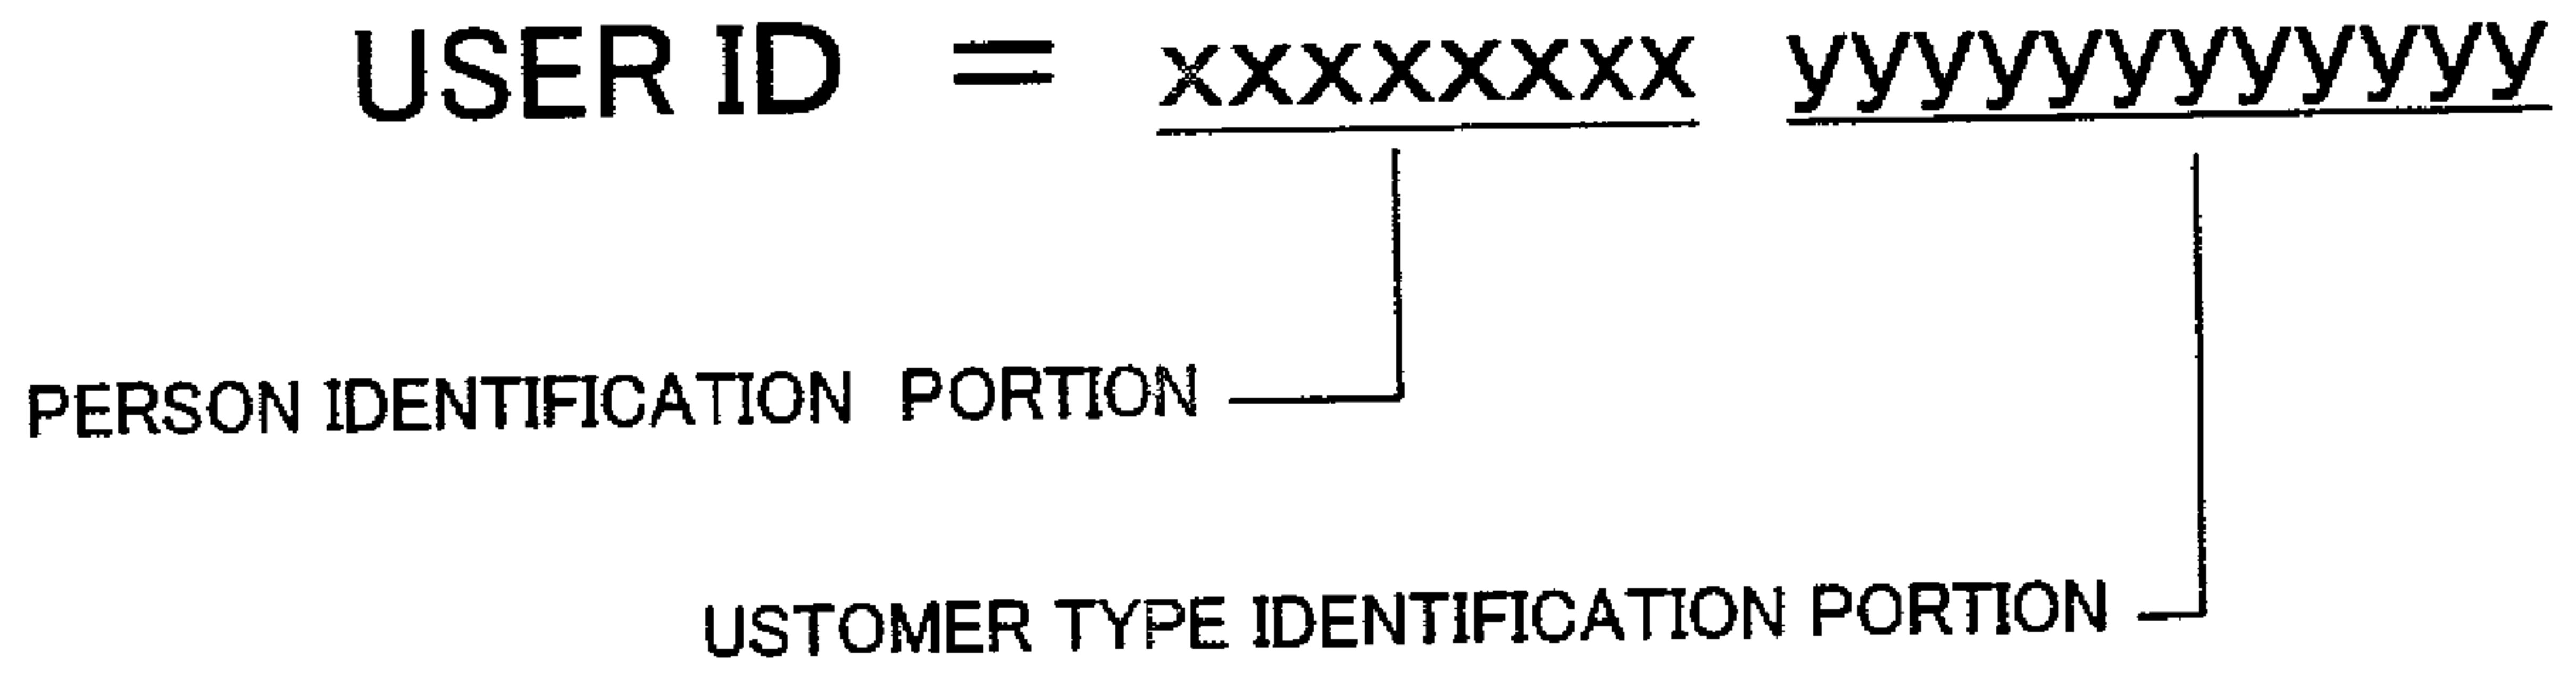 USER ID = xxxxxxxx yyyyyyyyyyyy
PERSON IDENTIFICATION PORTION
USTOMER TYPE IDENTIFICATION PORTION